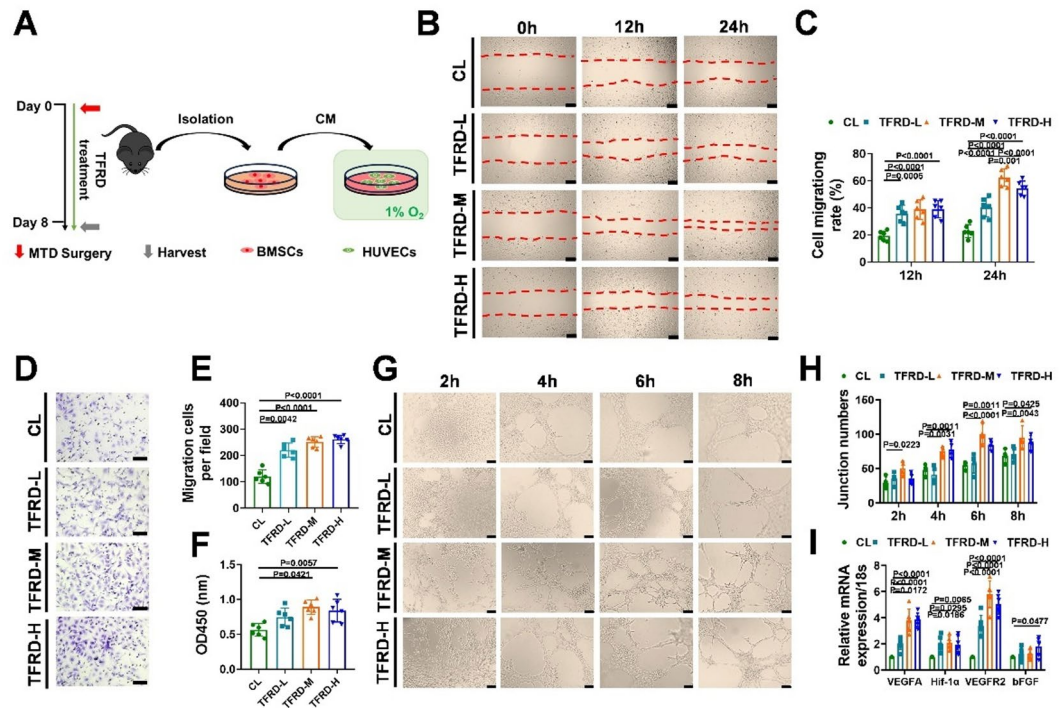 A
Day 0
TFRD
treatment
Day 8
Isolation
CM
1% O₂
MTD Surgery
Harvest
BMSCs
HUVECs
B
0h
12h
24h
CL
TFRD-L
TFRD-M
TFRD-H
C
CL
TFRD-L
TFRD-M
TFRD-H
P<0.0001
P<0.0001
P=0.0005
P<0.0001
P<0.0001
P<0.0001
P<0.0001
P=0.001
Cell migrating
rate (%)
80
60
40
20
0
12h
24h
D
CL
TFRD-L
TFRD-M
TFRD-H
E
P<0.0001
P<0.0001
P=0.0042
Migration cells
per field
400
300
200
100
0
CL
TFRD-L
TFRD-M
TFRD-H
F
P=0.0057
P=0.0421
OD450 (nm)
1.5
1.0
0.5
0.0
CL
TFRD-L
TFRD-M
TFRD-H
G
2h
4h
6h
8h
CL
TFRD-L
TFRD-M
TFRD-H
H
CL
TFRD-L
TFRD-M
TFRD-H
P=0.0223
P=0.0011
P=0.0031
P=0.0011
P<0.0001
P=0.0425
P=0.0043
Junction numbers
150
100
50
0
2h
4h
6h
8h
I
CL
TFRD-L
TFRD-M
TFRD-H
P<0.0001
P<0.0001
P=0.0172
P=0.0065
P=0.0295
P=0.0186
P<0.0001
P<0.0001
P<0.0001
P=0.0477
Relative mRNA
expression/18s
8
6
4
2
0
VEGFA
Hif-1α
VEGFR2
bFGF